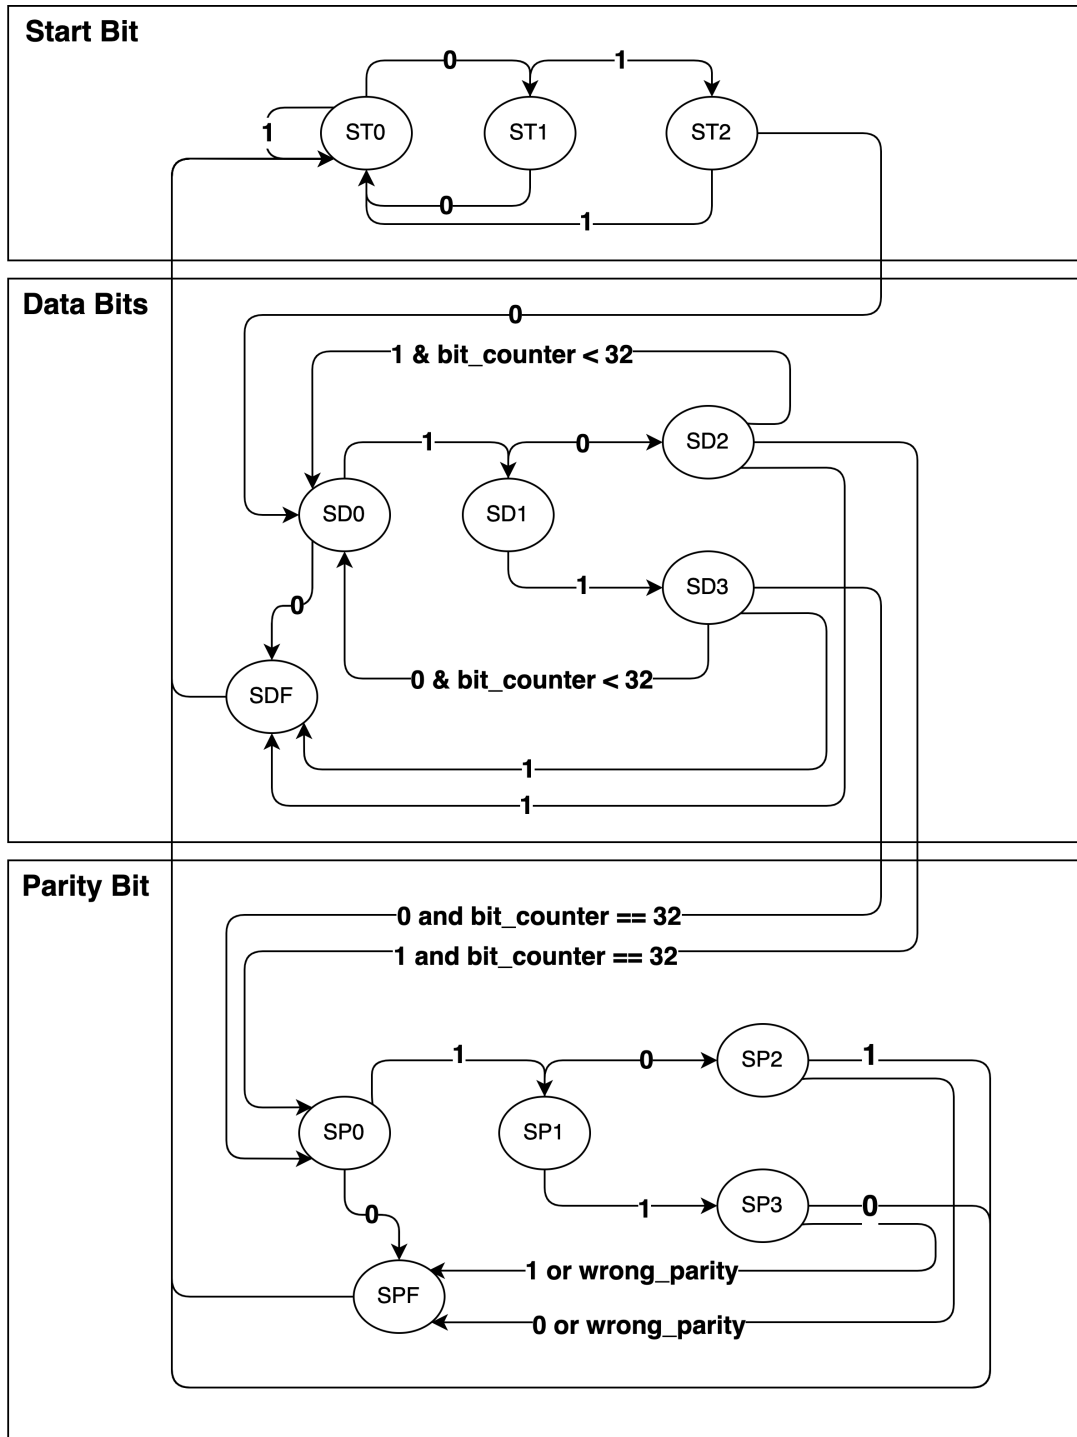 Start Bit
0
1
1
ST0
ST1
ST2
0
1
Data Bits
0
1 & bit_counter < 32
1
0
SD2
SD0
SD1
1
SD3
0
0 & bit_counter < 32
SDF
1
1
Parity Bit
0 and bit_counter == 32
1 and bit_counter == 32
1
0
SP2
1
SP0
SP1
1
SP3
0
0
1 or wrong_parity
SPF
0 or wrong_parity